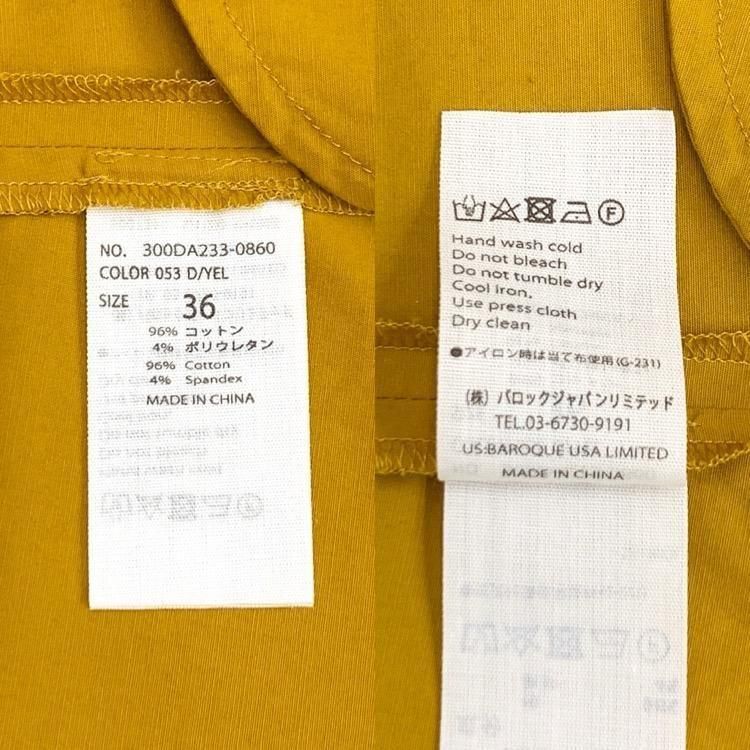 NO. 300DA233-0860
COLOR 053 D/YEL
SIZE 36
96% コットン
4% ポリウレタン
96% Cotton
4% Spandex
MADE IN CHINA
F
Hand wash cold
Do not bleach
Do not tumble dry
Cool iron.
Use press cloth
Dry clean
●アイロン時は当て布使用(G-231)
(株) バロックジャパンリミテッド
TEL.03-6730-9191
US:BAROQUE USA LIMITED
MADE IN CHINA